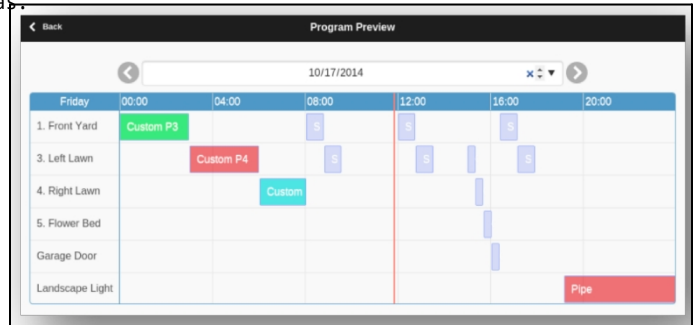 as.
Back Program Preview
10/17/2014
Friday 00:00 04:00 08:00 12:00 16:00 20:00
1. Front Yard Custom P3 S S S
3. Left Lawn Custom P4 S S S
4. Right Lawn Custom
5. Flower Bed
Garage Door
Landscape Light Pipe